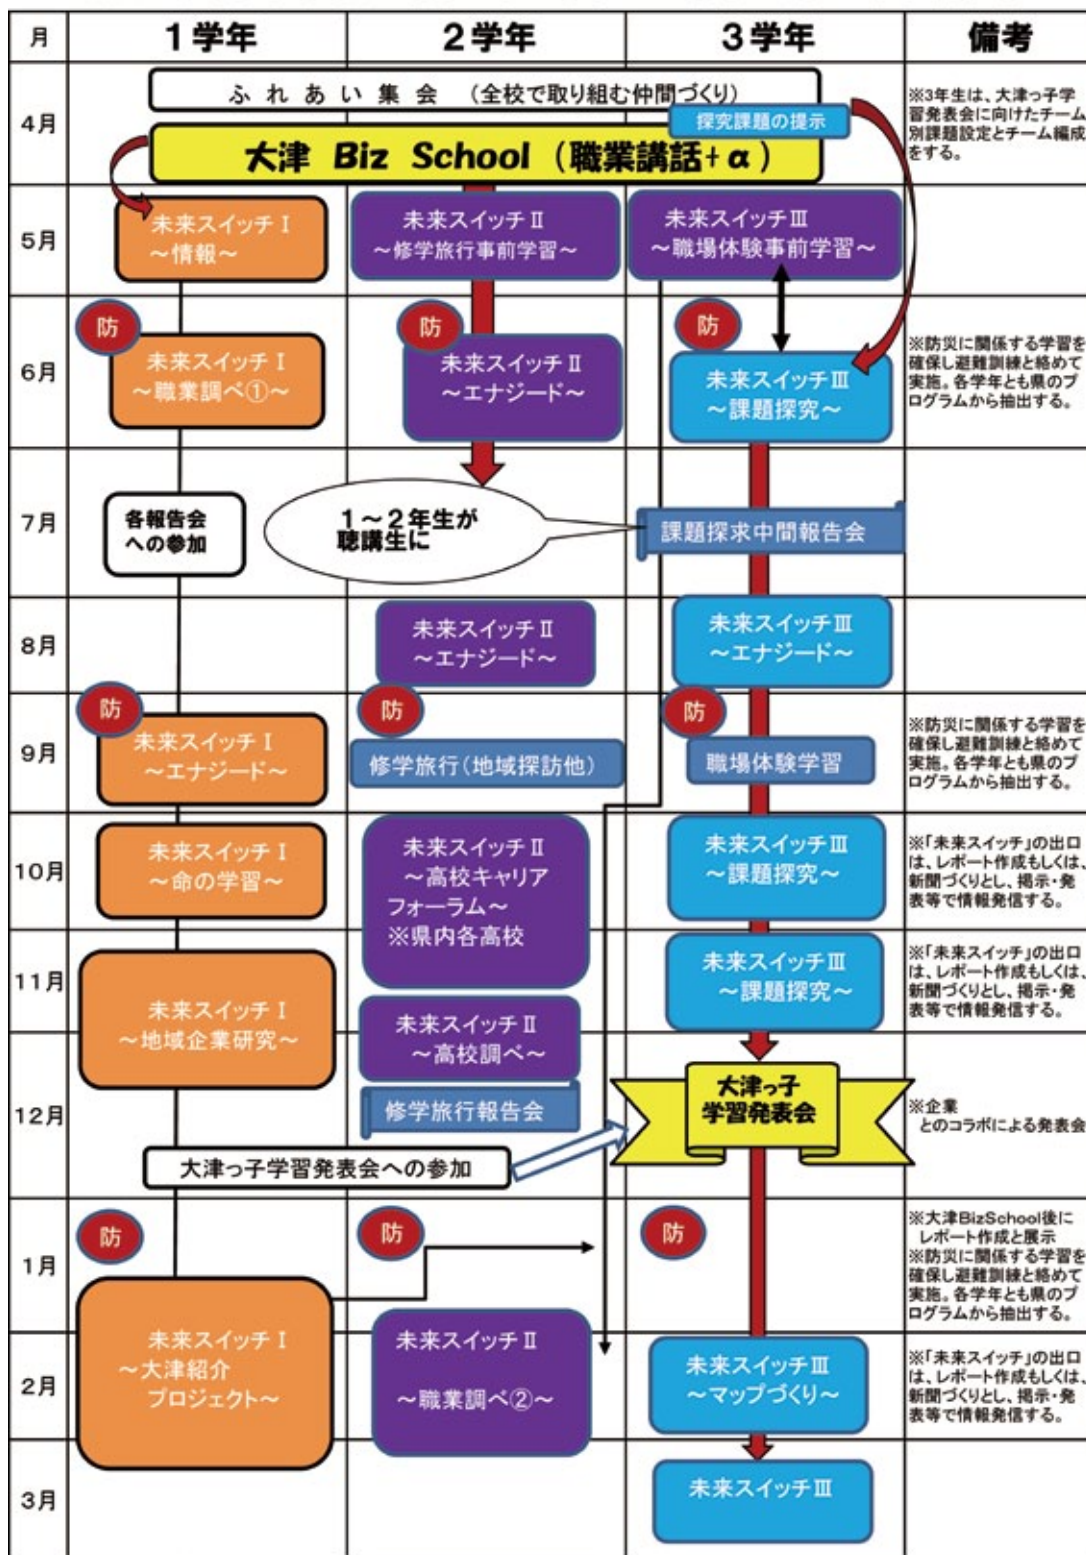 月
1学年
2学年
3学年
備考
4月
ふれあい集会 (全校で取り組む仲間づくり)
探究課題の提示
大津 Biz School (職業講話+α)
※3年生は、大津っ子学
習発表会に向けたチーム
別課題設定とチーム編成
をする。
5月
未来スイッチⅠ
～情報～
未来スイッチⅡ
～修学旅行事前学習～
未来スイッチⅢ
～職場体験事前学習～
6月
防
未来スイッチⅠ
～職業調べ①～
防
未来スイッチⅡ
～エナジード～
防
未来スイッチⅢ
～課題探究～
※防災に関係する学習を
確保し避難訓練と絡めて
実施。各学年とも県のプ
ログラムから抽出する。
7月
各報告会
への参加
1～2年生が
聴講生に
課題探求中間報告会
8月
未来スイッチⅡ
～エナジード～
未来スイッチⅢ
～エナジード～
9月
防
未来スイッチⅠ
～エナジード～
防
修学旅行(地域探訪他)
防
職場体験学習
※防災に関係する学習を
確保し避難訓練と絡めて
実施。各学年とも県のプ
ログラムから抽出する。
10月
未来スイッチⅠ
～命の学習～
未来スイッチⅡ
～高校キャリア
フォーラム～
※県内各高校
未来スイッチⅢ
～課題探究～
※「未来スイッチ」の出口
は、レポート作成もしくは、
新聞づくりとし、掲示・発
表等で情報発信する。
11月
未来スイッチⅠ
～地域企業研究～
未来スイッチⅡ
～高校調べ～
未来スイッチⅢ
～課題探究～
※「未来スイッチ」の出口
は、レポート作成もしくは、
新聞づくりとし、掲示・発
表等で情報発信する。
12月
修学旅行報告会
大津っ子
学習発表会
※企業
とのコラボによる発表会
大津っ子学習発表会への参加
1月
防
防
防
※大津BizSchool後に
レポート作成と展示
※防災に関係する学習を
確保し避難訓練と絡めて
実施。各学年とも県のプ
ログラムから抽出する。
2月
未来スイッチⅠ
～大津紹介
プロジェクト～
未来スイッチⅡ
～職業調べ②～
未来スイッチⅢ
～マップづくり～
※「未来スイッチ」の出口
は、レポート作成もしくは、
新聞づくりとし、掲示・発
表等で情報発信する。
3月
未来スイッチⅢ